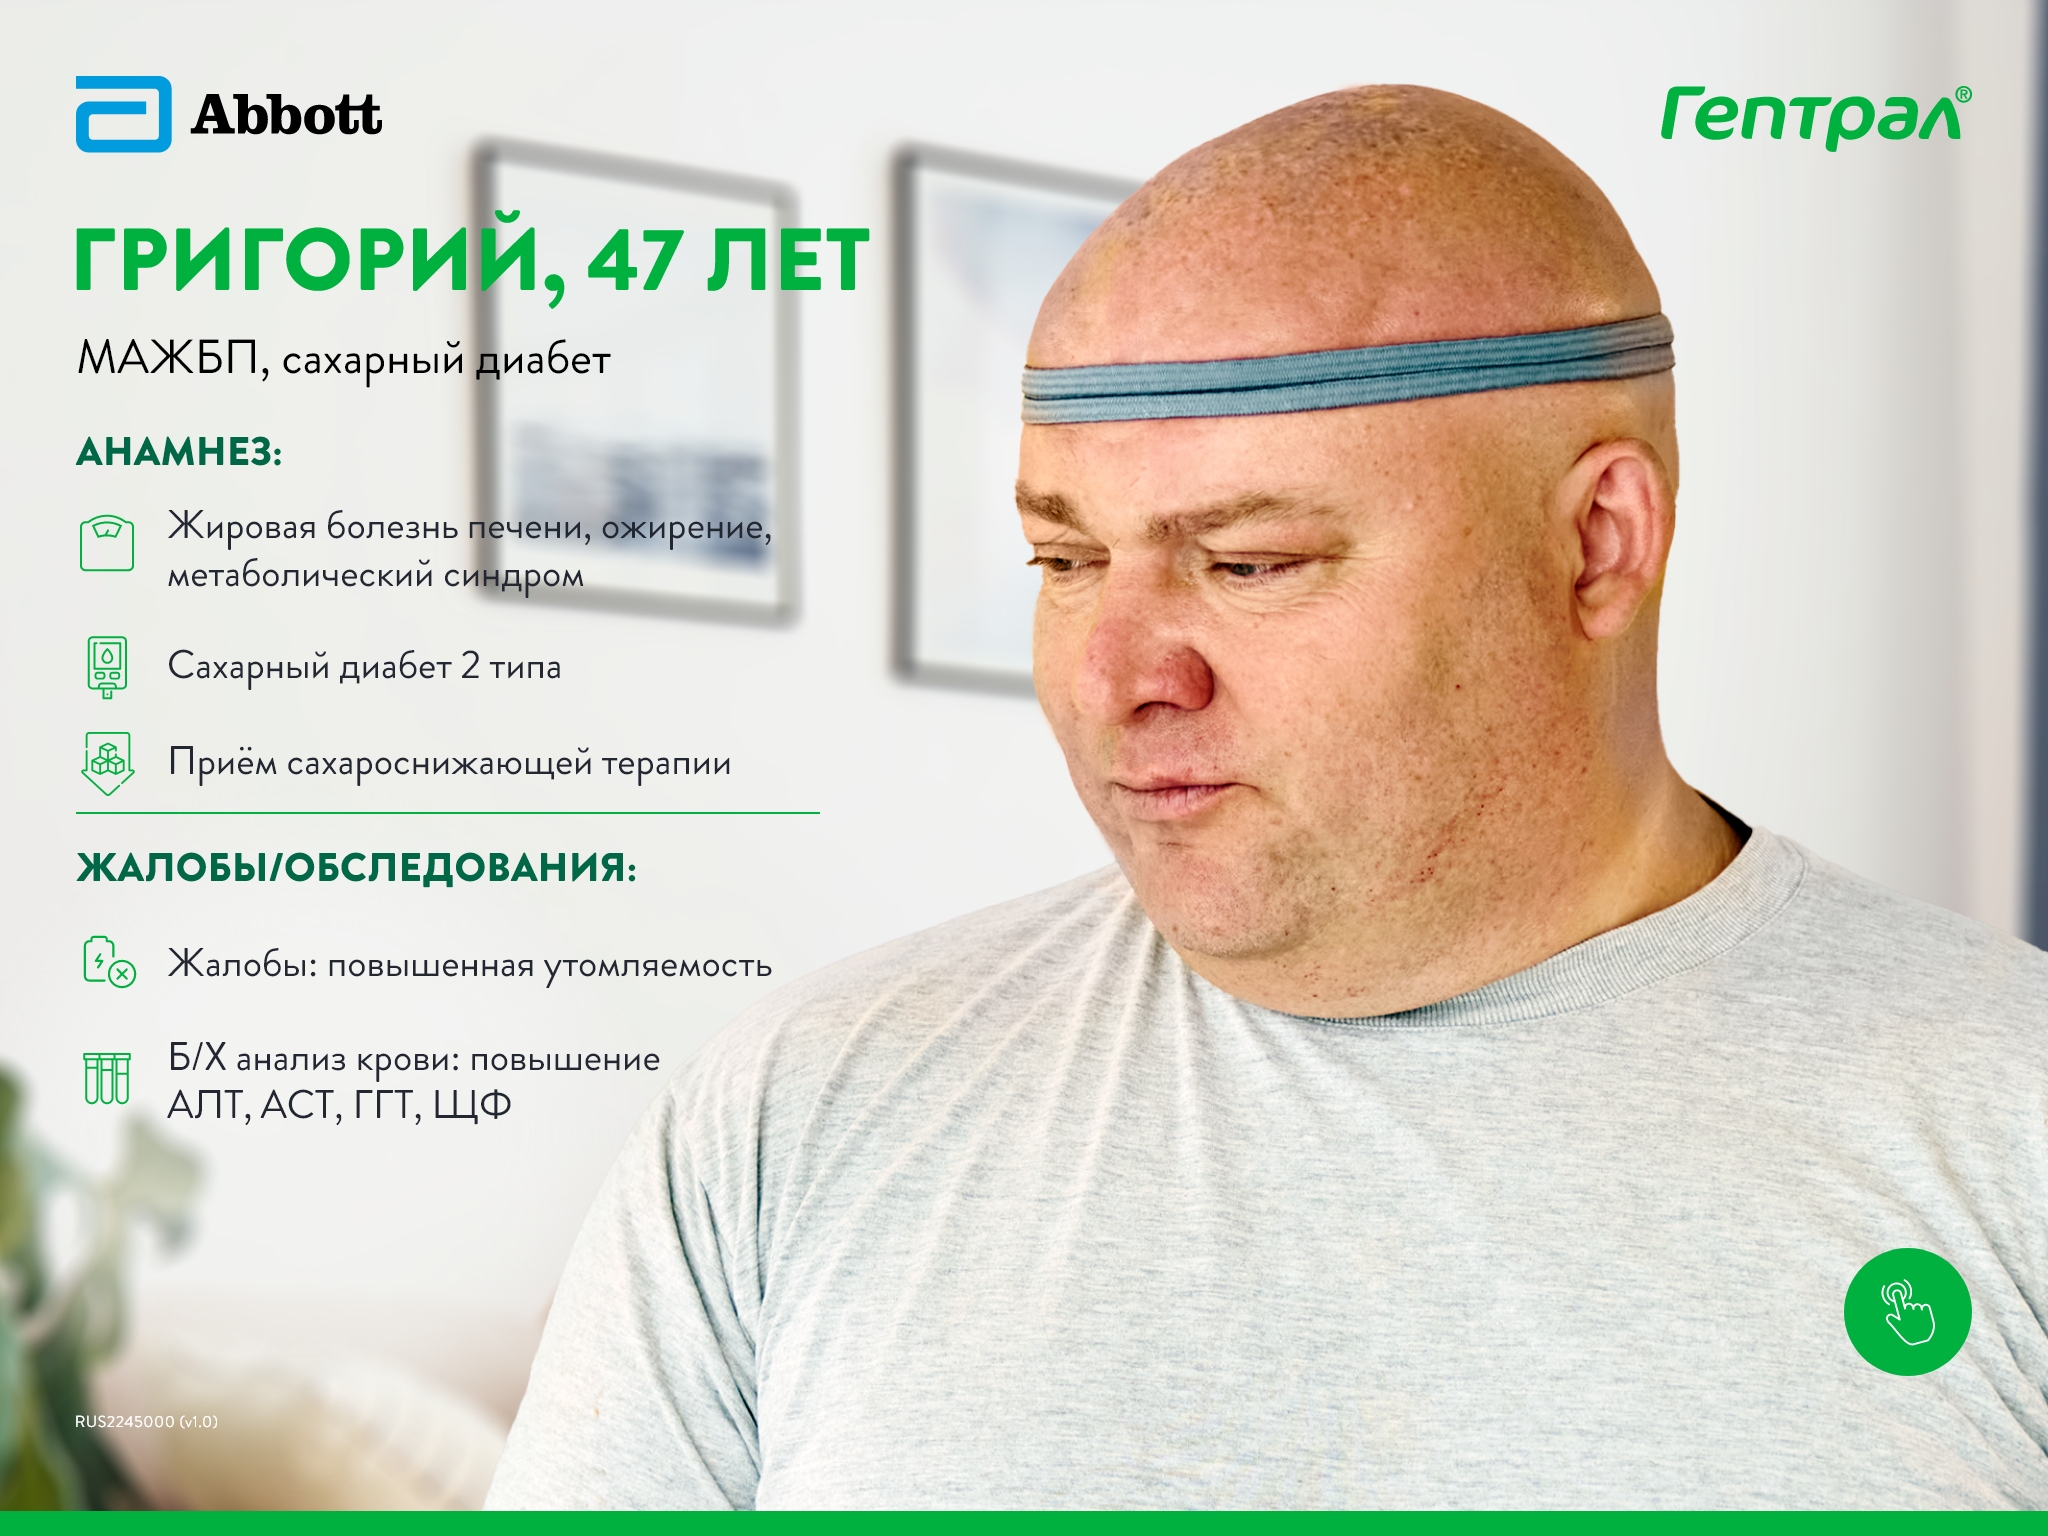 Abbott
Гептрал®
ГРИГОРИЙ, 47 ЛЕТ
МАЖБП, сахарный диабет
АНАМНЕЗ:
Жировая болезнь печени, ожирение,
метаболический синдром
Сахарный диабет 2 типа
Приём сахароснижающей терапии
ЖАЛОБЫ/ОБСЛЕДОВАНИЯ:
Жалобы: повышенная утомляемость
Б/Х анализ крови: повышение
АЛТ, АСТ, ГГТ, ЩФ
RUS2245000 (v1.0)